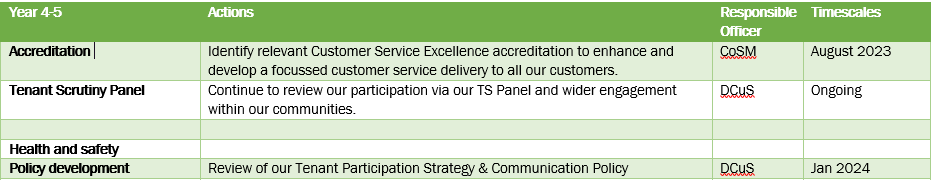 Year 4-5 Actions Responsible Timescales
Officer
Accreditation Identify relevant Customer Service Excellence accreditation to enhance and CoSM August 2023
develop a focussed customer service delivery to all our customers.
Tenant Scrutiny Panel Continue to review our participation via our TS Panel and wider engagement DCuS Ongoing
within our communities.
Health and safety
Policy development Review of our Tenant Participation Strategy & Communication Policy DCuS Jan 2024